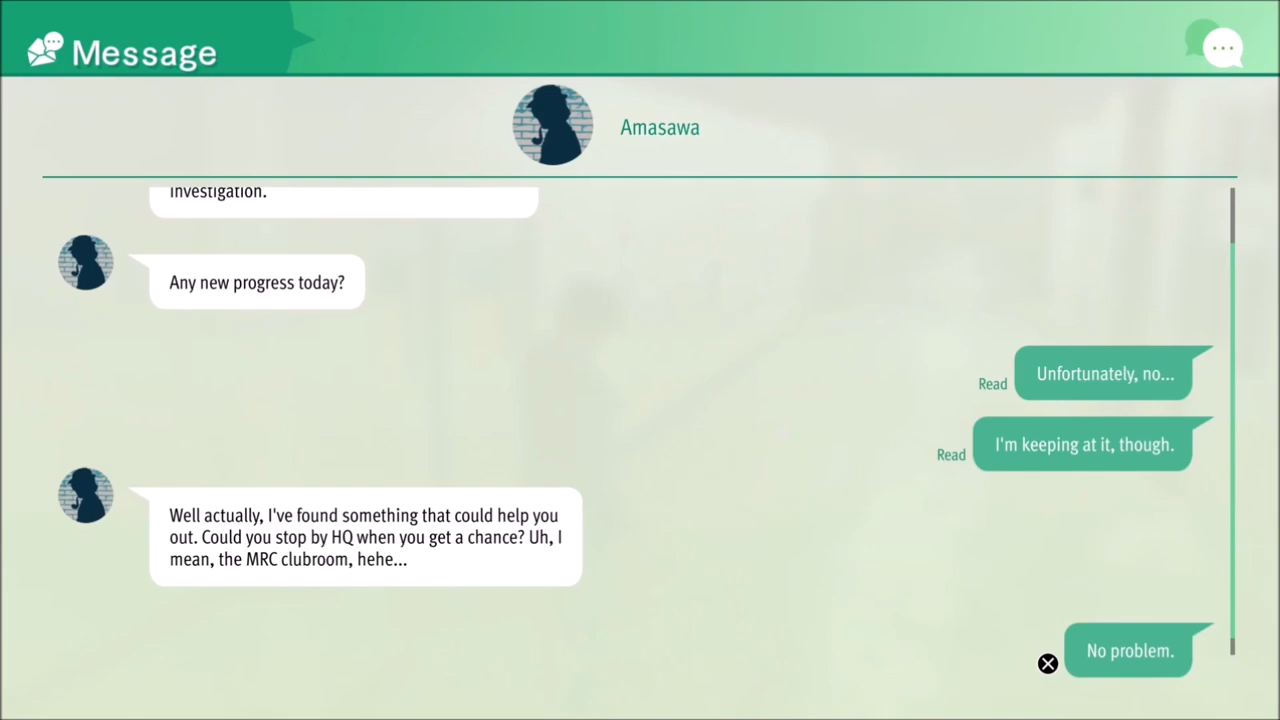 Message
Amasawa
investigation.
Any new progress today?
Unfortunately, no...
Read
I'm keeping at it, though.
Read
Well actually, I've found something that could help you
out. Could you stop by HQ when you get a chance? Uh, I
mean, the MRC clubroom, hehe...
No problem.